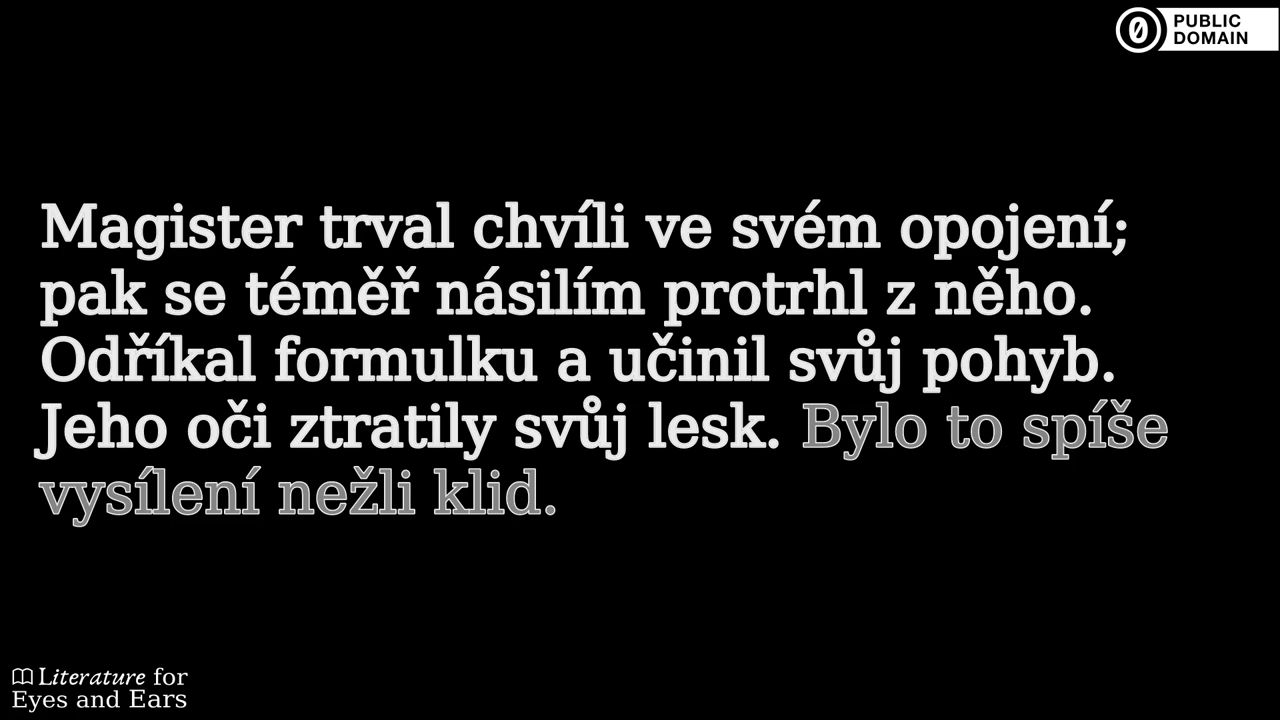 PUBLIC
DOMAIN
Magister trval chvíli ve svém opojení;
pak se téměř násilím protrhl z něho.
Odříkal formulku a učinil svůj pohyb.
Jeho oči ztratily svůj lesk. Bylo to spíše
vysílení nežli klid.
Literature for
Eyes and Ears